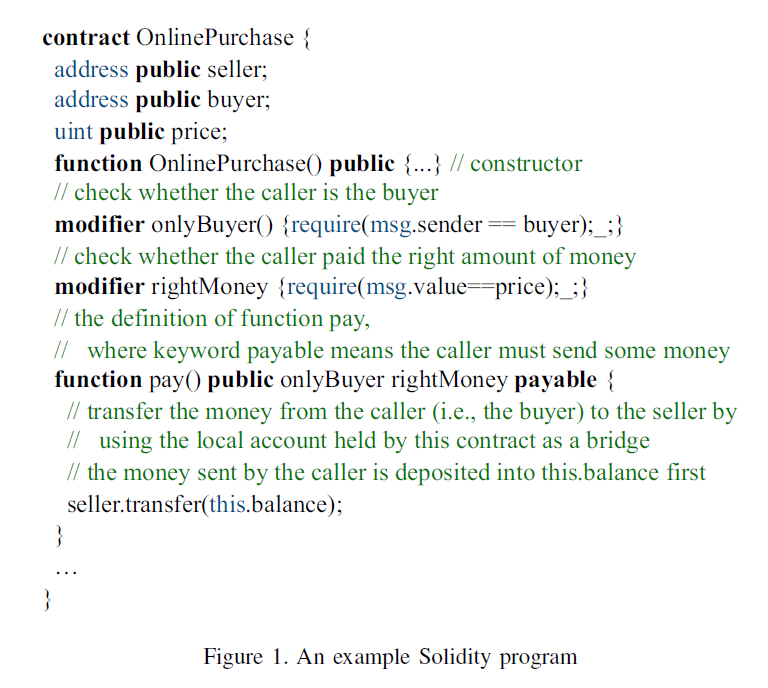 contract OnlinePurchase {
address public seller;
address public buyer;
uint public price;
function OnlinePurchase() public {...} // constructor
// check whether the caller is the buyer
modifier onlyBuyer() {require(msg.sender == buyer);_;}
// check whether the caller paid the right amount of money
modifier rightMoney {require(msg.value==price);_;}
// the definition of function pay,
// where keyword payable means the caller must send some money
function pay() public onlyBuyer rightMoney payable {
// transfer the money from the caller (i.e., the buyer) to the seller by
// using the local account held by this contract as a bridge
// the money sent by the caller is deposited into this.balance first
seller.transfer(this.balance);
}
...
}
Figure 1. An example Solidity program